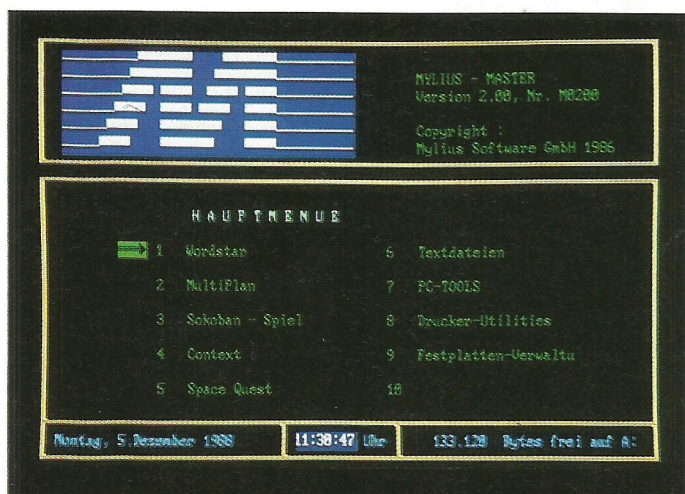 MYLIUS - MASTER
Version 2.00, Nr. M0200
Copyright :
Mylius Software GmbH 1986
HAUPTMENUE
1 Wordstar
2 MultiPlan
3 Sokoban - Spiel
4 Context
5 Space Quest
6 Textdateien
7 PC-TOOLS
8 Drucker-Utilities
9 Festplatten-Verwaltu
10
Montag, 5.Dezember 1988
11:30:47 Uhr
133.120 Bytes frei auf A: